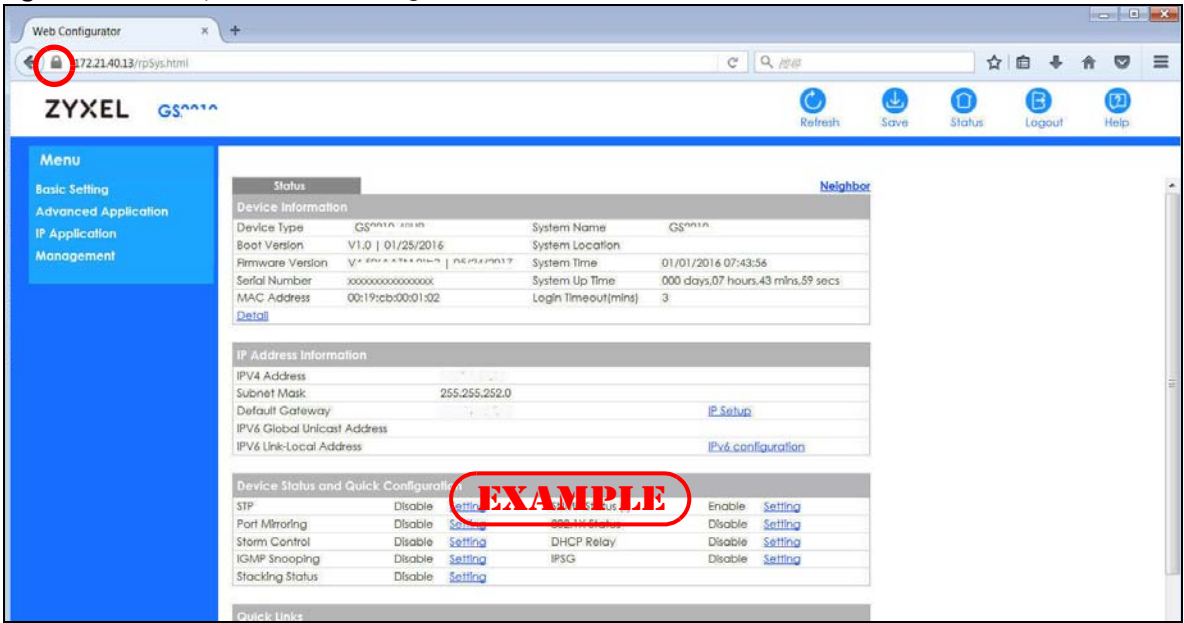 Web Configurator × +
172.21.40.13/rpSys.html
ZYXEL
Refresh Save Status Logout Help
Menu
Basic Setting
Advanced Application
IP Application
Management
Status Neighbor
Device Information
Device Type System Name
Boot Version V1.0 | 01/25/2016 System Location
Firmware Version System Time 01/01/2016 07:43:56
Serial Number System Up Time 000 days,07 hours,43 mins,59 secs
MAC Address 00:19:cb:00:01:02 Login Timeout(mins) 3
Detail
IP Address Information
IPV4 Address
Subnet Mask 255.255.252.0
Default Gateway IP Setup
IPV6 Global Unicast Address
IPV6 Link-Local Address IPv6 configuration
Device Status and Quick
EXAMPLE
STP Disable Setting Enable Setting
Port Mirroring Disable Setting 802.1X Status Disable Setting
Storm Control Disable Setting DHCP Relay Disable Setting
IGMP Snooping Disable Setting IPSG Disable Setting
Stacking Status Disable Setting
Quick Links